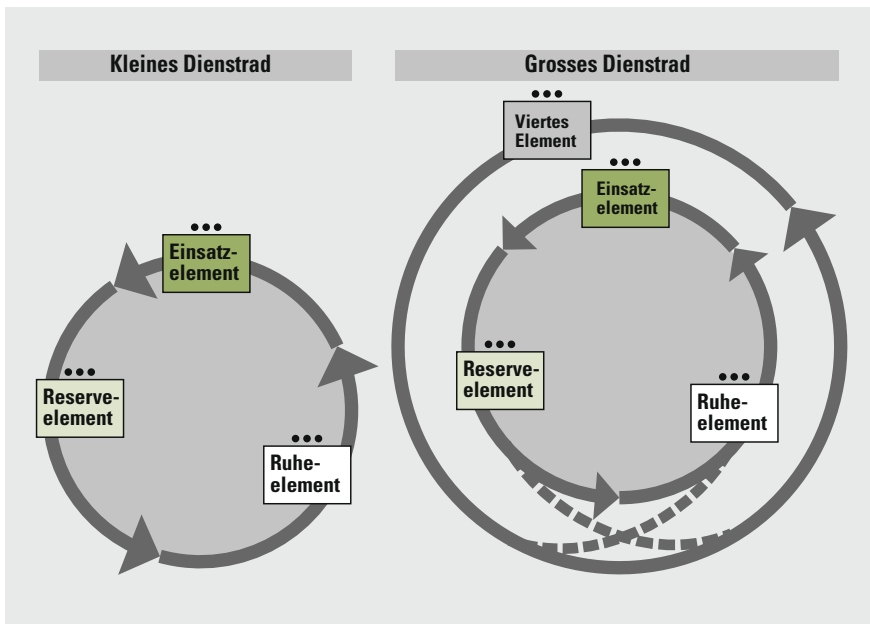 Kleines Dienstrad
Grosses Dienstrad
Viertes
Element
Einsatz-
element
Einsatz-
element
Reserve-
element
Reserve-
element
Ruhe-
element
Ruhe-
element